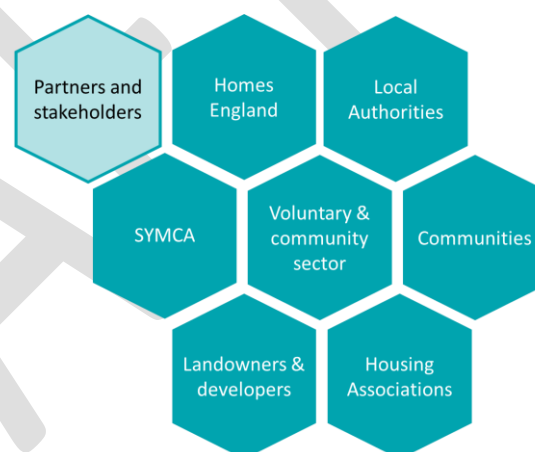 Partners and
stakeholders
Homes
England
Local
Authorities
SYMCA
Voluntary &
community
sector
Communities
Landowners &
developers
Housing
Associations